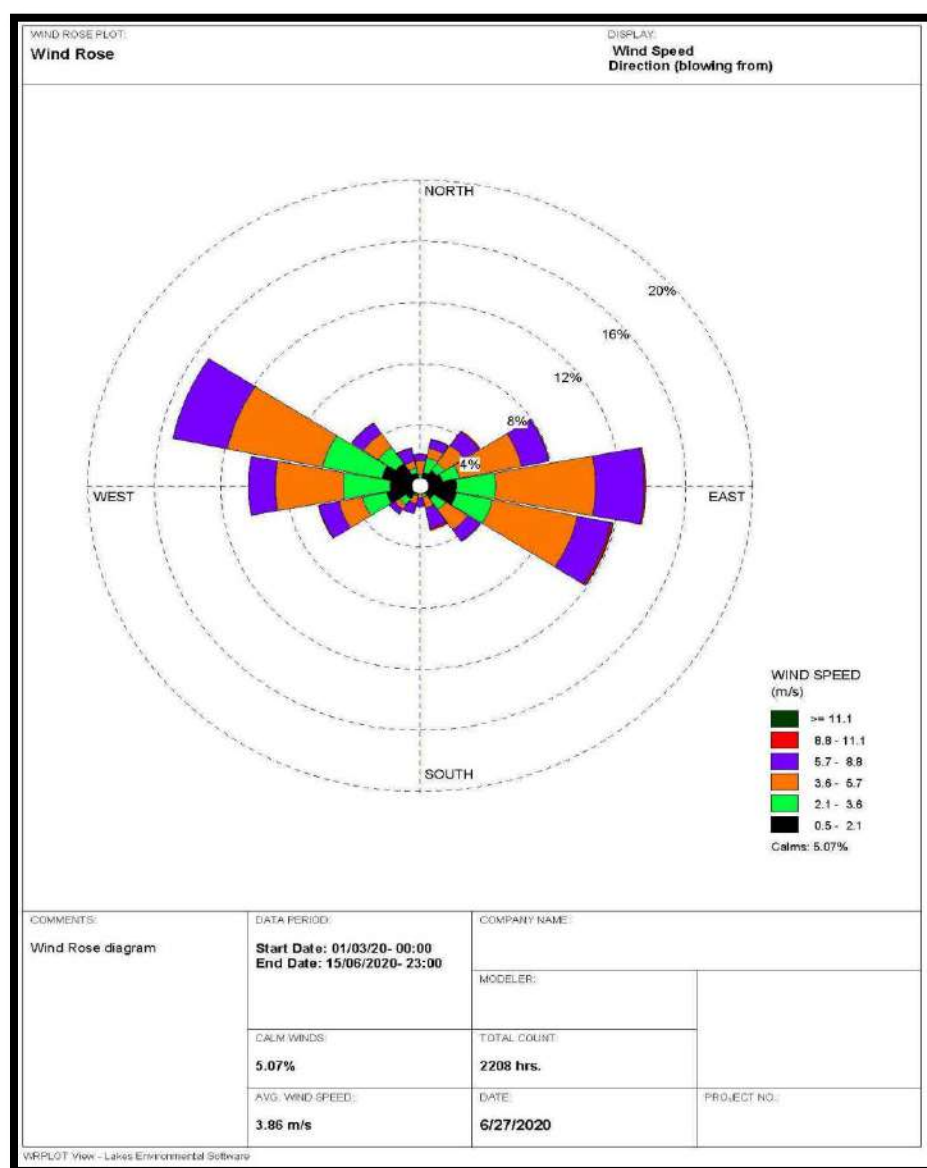 WIND ROSE PLOT:
Wind Rose
DISPLAY:
Wind Speed
Direction (blowing from)
NORTH
20%
16%
12%
8%
4%
WEST
EAST
SOUTH
WIND SPEED
(m/s)
>= 11.1
8.8 - 11.1
5.7 - 8.8
3.6 - 5.7
2.1 - 3.6
0.5 - 2.1
Calms: 5.07%
COMMENTS:
Wind Rose diagram
DATA PERIOD:
Start Date: 01/03/20- 00:00
End Date: 15/06/2020- 23:00
COMPANY NAME:
MODELER:
CALM WINDS:
5.07%
TOTAL COUNT:
2208 hrs.
AVG. WIND SPEED:
3.86 m/s
DATE:
6/27/2020
PROJECT NO.:
WRPLOT View - Lakes Environmental Software